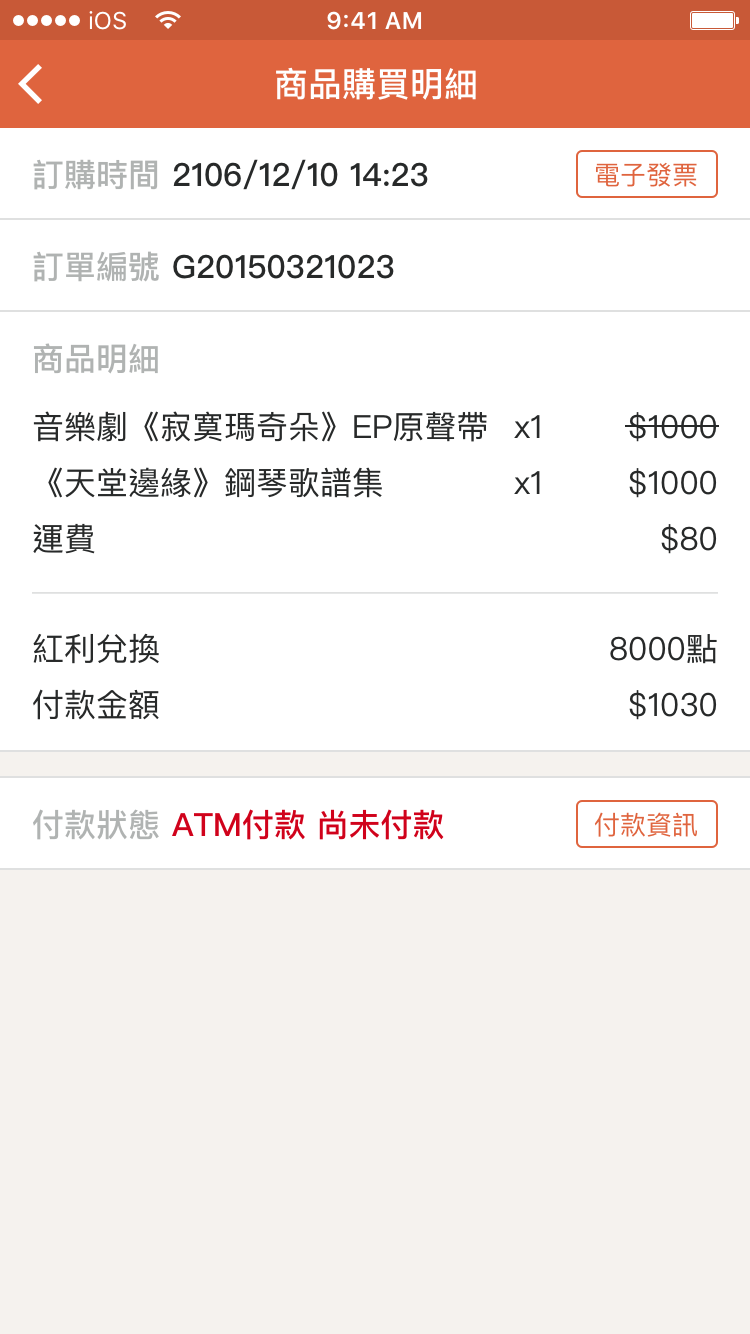 iOS 9:41 AM
商品購買明細
訂購時間 2106/12/10 14:23 電子發票
訂單編號 G20150321023
商品明細
音樂劇《寂寞瑪奇朵》EP原聲帶 x1 $1000
《天堂邊緣》鋼琴歌譜集 x1 $1000
運費 $80
紅利兌換 8000點
付款金額 $1030
付款狀態 ATM付款 尚未付款 付款資訊